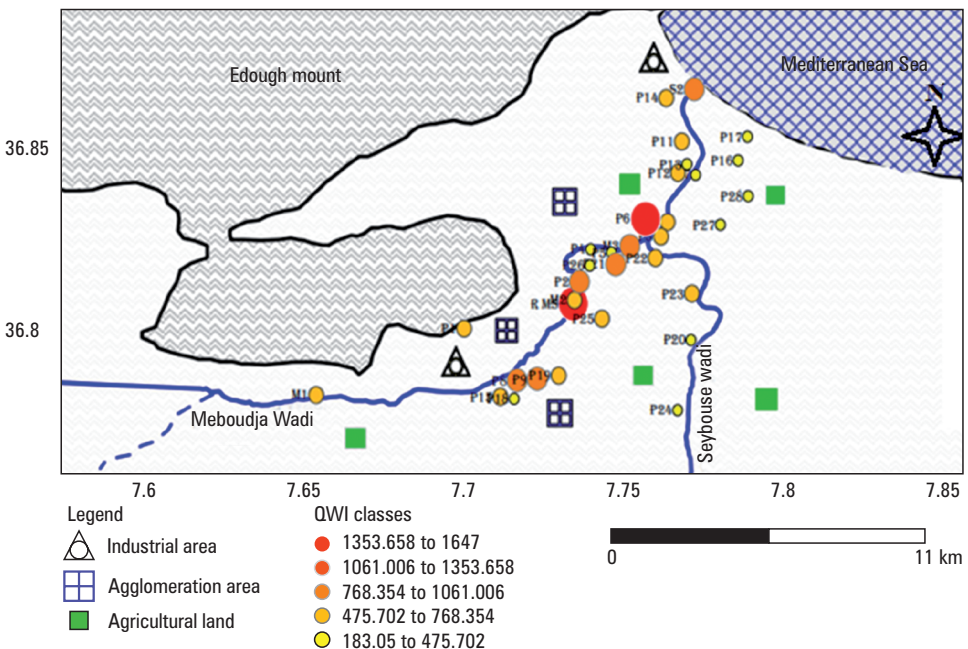 Edough mount
Mediterranean Sea
N
S2
P14
P11
P17
P13
P12
P16
P28
P6
P27
P22
P2
P23
M2
P25
P20
M1
P9
P19
P18
P24
Meboudja Wadi
Seybouse wadi
36.85
36.8
7.6
7.65
7.7
7.75
7.8
7.85
Legend
Industrial area
Agglomeration area
Agricultural land
QWI classes
1353.658 to 1647
1061.006 to 1353.658
768.354 to 1061.006
475.702 to 768.354
183.05 to 475.702
0
11 km